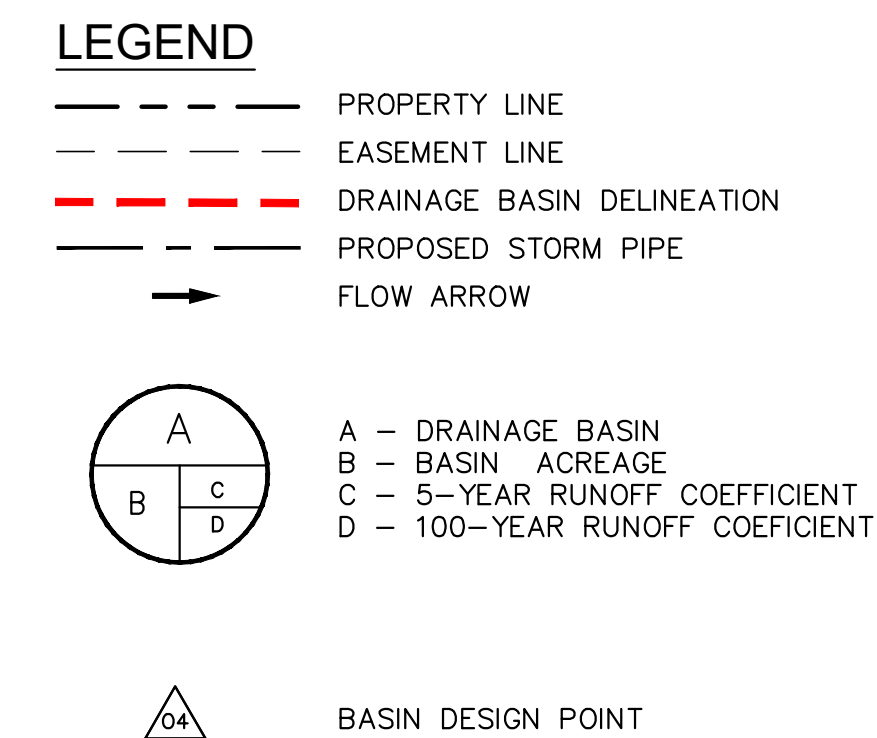 LEGEND
PROPERTY LINE
EASEMENT LINE
DRAINAGE BASIN DELINEATION
PROPOSED STORM PIPE
FLOW ARROW
A
B
C
D
A – DRAINAGE BASIN
B – BASIN ACREAGE
C – 5–YEAR RUNOFF COEFFICIENT
D – 100–YEAR RUNOFF COEFICIENT
04
BASIN DESIGN POINT